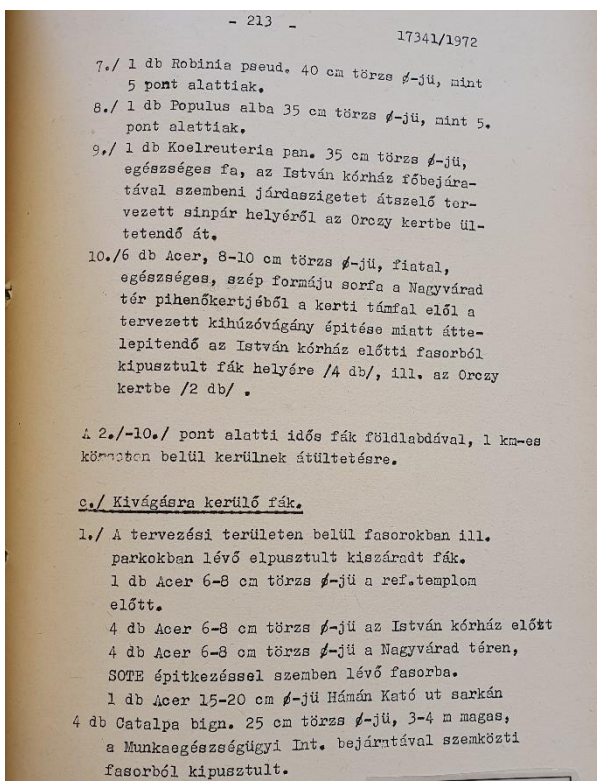 - 213 -
17341/1972
7./ 1 db Robinia pseud. 40 cm törzs ø-jü, mint
5 pont alattiak.
8./ 1 db Populus alba 35 cm törzs ø-jü, mint 5.
pont alattiak.
9./ 1 db Koelreuteria pan. 35 cm törzs ø-jü,
egészséges fa, az István kórház főbejára-
tával szembeni járdaszigetet átszelő ter-
vezett sinpár helyéről az Orczy kertbe ül-
tetendő át.
10./6 db Acer, 8-10 cm törzs ø-jü, fiatal,
egészséges, szép formáju sorfa a Nagyvárad
tér pihenőkertjéből a kerti támfal elől a
tervezett kihúzóvágány épitése miatt átte-
lepitendő az István kórház előtti fasorból
kipusztult fák helyére /4 db/, ill. az Orczy
kertbe /2 db/ .
A 2./-10./ pont alatti idős fák földlabdával, 1 km-es
belül kerülnek átültetésre.
c./ Kivágásra kerülő fák.
1./ A tervezési területen belül fasorokban ill.
parkokban lévő elpusztult kiszáradt fák.
1 db Acer 6-8 cm törzs ø-jü a ref.templom
előtt.
4 db Acer 6-8 cm törzs ø-jü az István kórház előtt
4 db Acer 6-8 cm törzs ø-jü a Nagyvárad téren,
SOTE épitkezéssel szemben lévő fasorba.
1 db Acer 15-20 cm ø-jü Hámán Kató ut sarkán
4 db Catalpa bign. 25 cm törzs ø-jü, 3-4 m magas,
a Munkaegészségügyi Int. bejáratával szemközti
fasorból kipusztult.